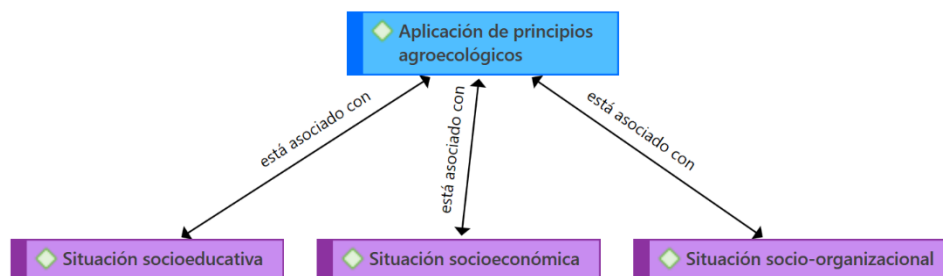 Aplicación de principios
agroecológicos
está asociado con
está asociado con
está asociado con
Situación socioeducativa
Situación socioeconómica
Situación socio-organizacional